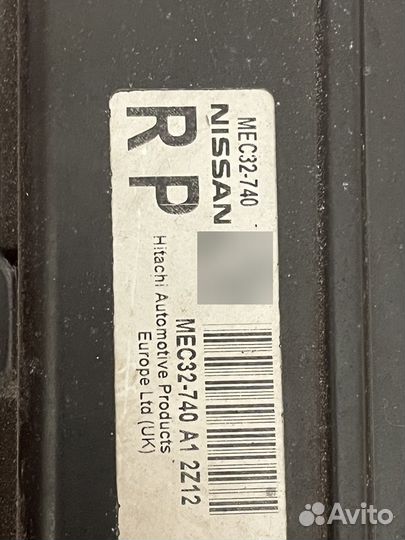 MEC32-740
NISSAN
R P
MEC32-740 A1 2Z12
Hitachi Automotive Products
Europe Ltd (UK)
Avito